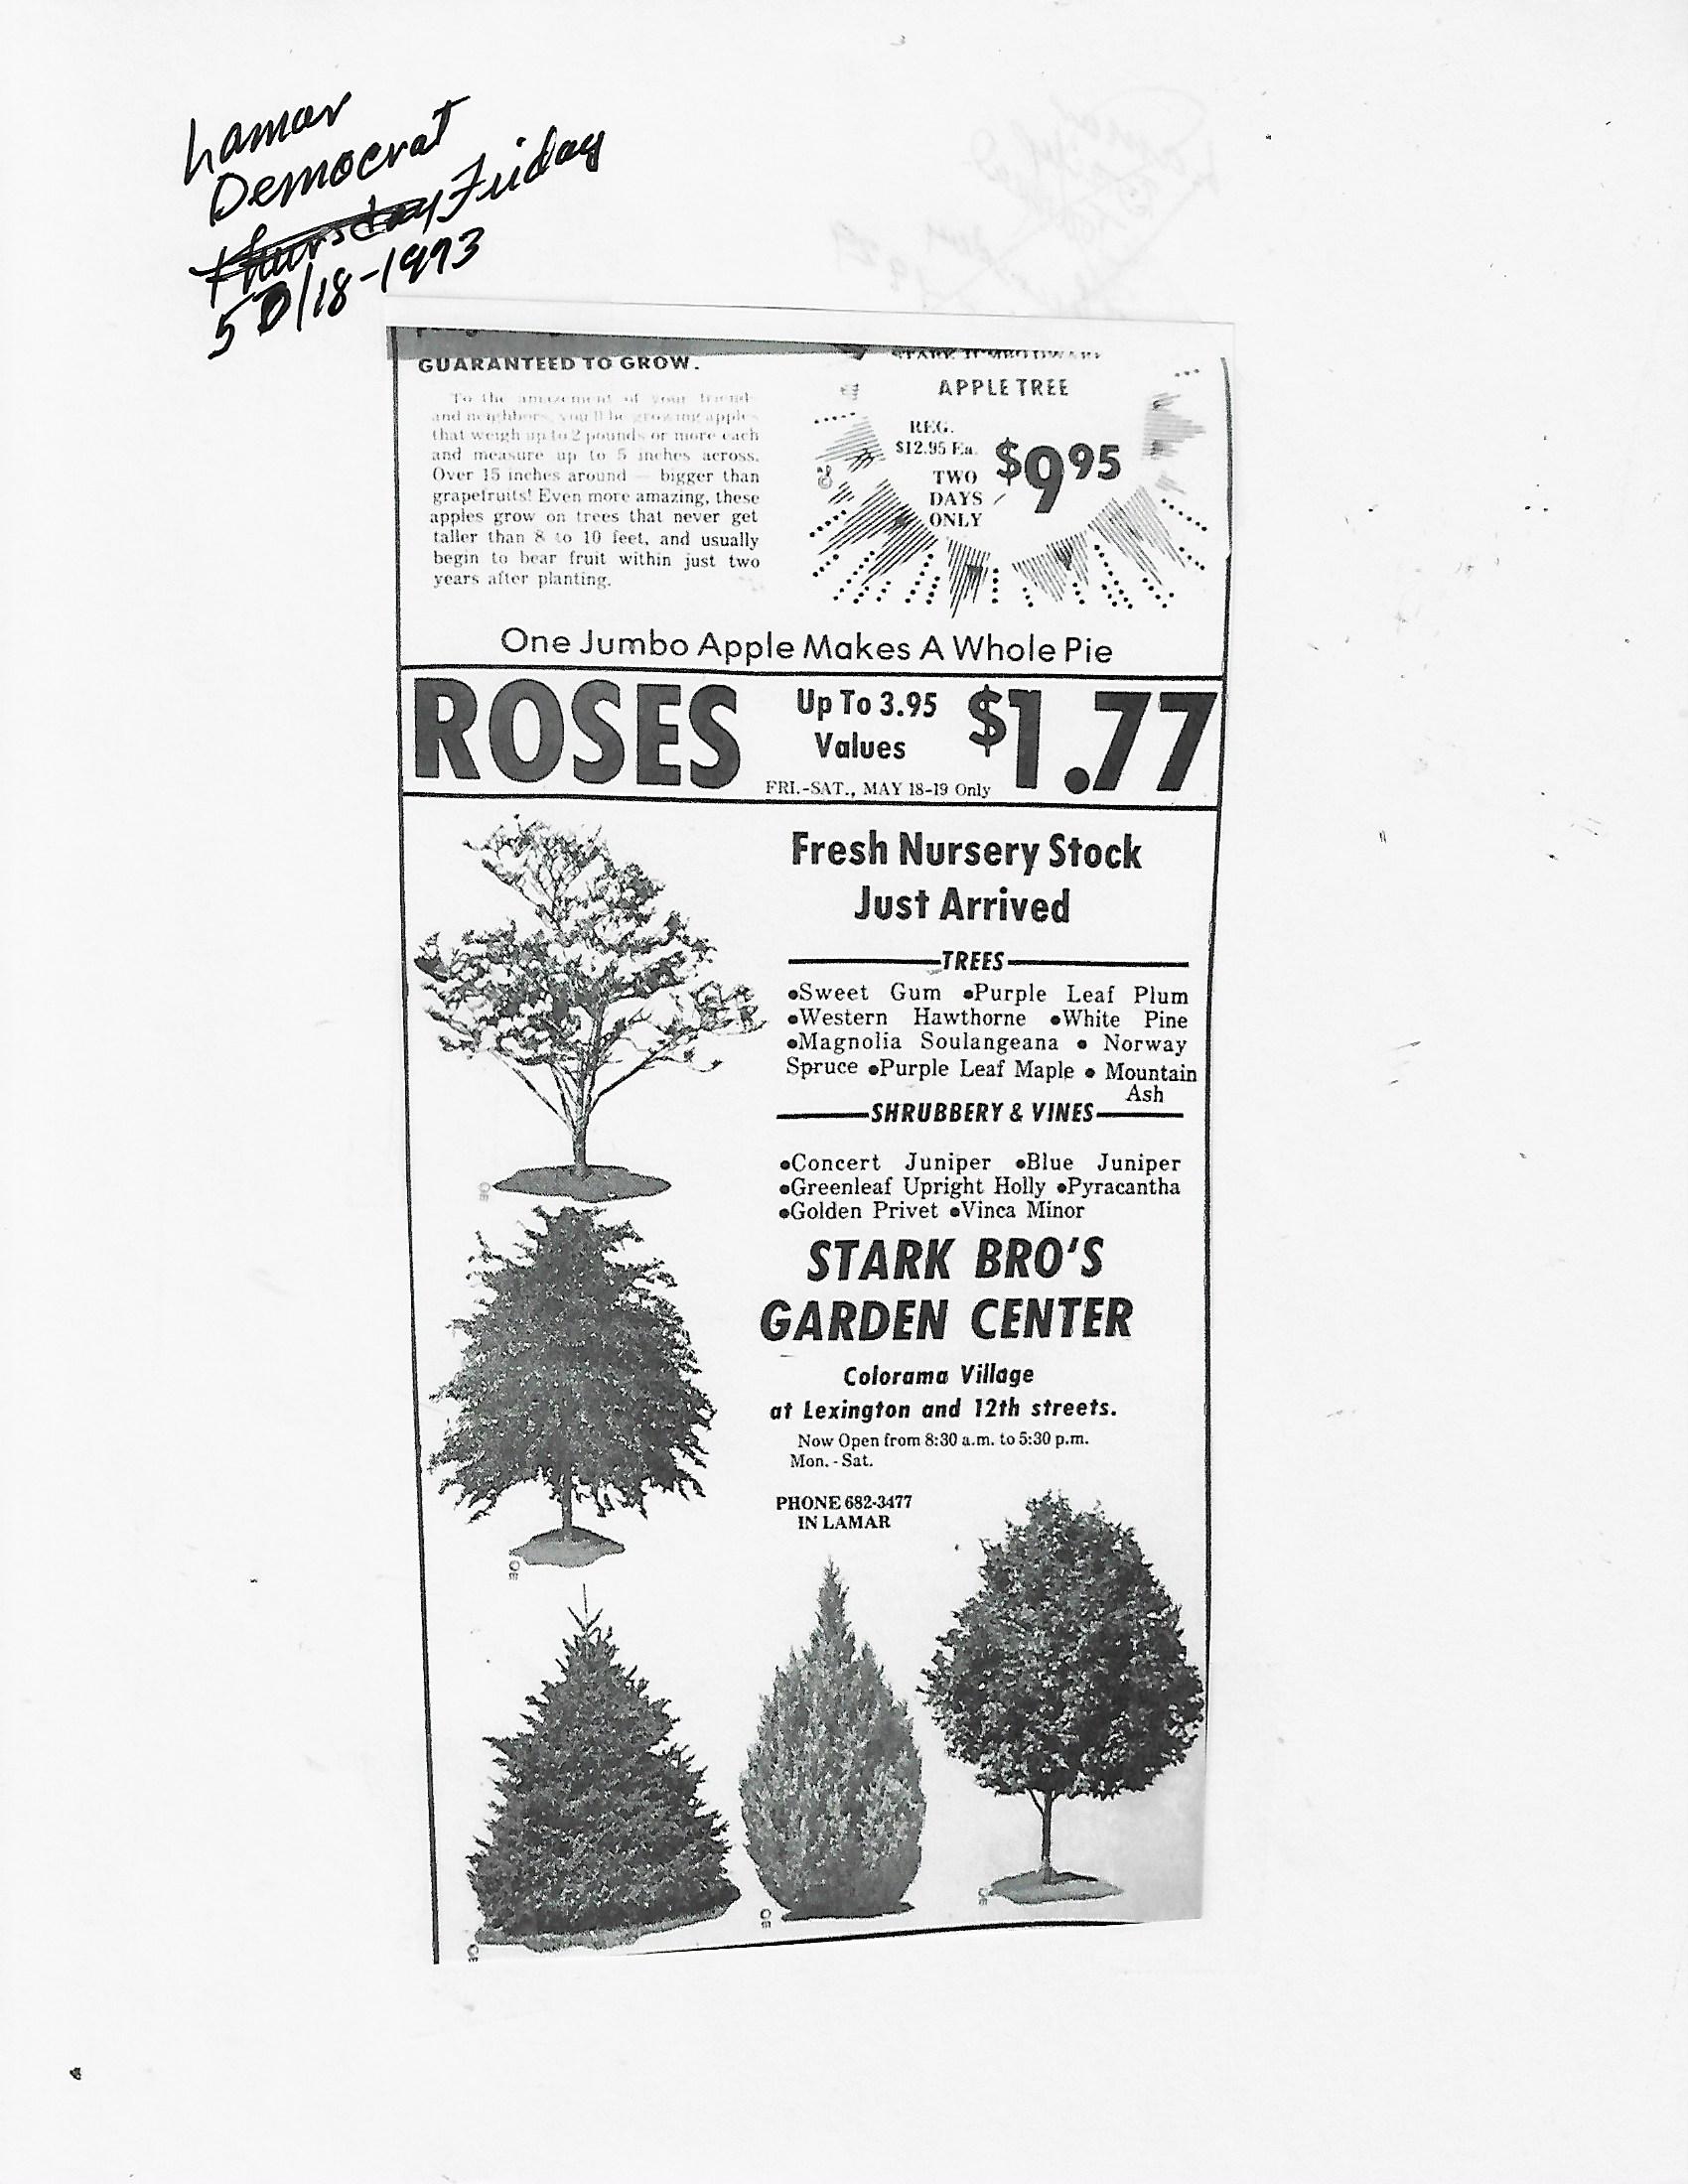 Lamar
Democrat
Thursday Friday
5/18-1973
GUARANTEED TO GROW.
To the amazement of your friends
and neighbors, you'll be growing apples
that weigh up to 2 pounds or more each
and measure up to 5 inches across.
Over 15 inches around — bigger than
grapefruits! Even more amazing, these
apples grow on trees that never get
taller than 8 to 10 feet, and usually
begin to bear fruit within just two
years after planting.
APPLE TREE
REG.
$12.95 Ea.
TWO
DAYS
ONLY
$9.95
One Jumbo Apple Makes A Whole Pie
ROSES
Up To 3.95
Values
FRI.-SAT., MAY 18-19 Only
$1.77
Fresh Nursery Stock
Just Arrived
TREES
•Sweet Gum •Purple Leaf Plum
•Western Hawthorne •White Pine
•Magnolia Soulangeana • Norway
Spruce •Purple Leaf Maple • Mountain
Ash
SHRUBBERY & VINES
•Concert Juniper •Blue Juniper
•Greenleaf Upright Holly •Pyracantha
•Golden Privet •Vinca Minor
STARK BRO'S
GARDEN CENTER
Colorama Village
at Lexington and 12th streets.
Now Open from 8:30 a.m. to 5:30 p.m.
Mon. - Sat.
PHONE 682-3477
IN LAMAR